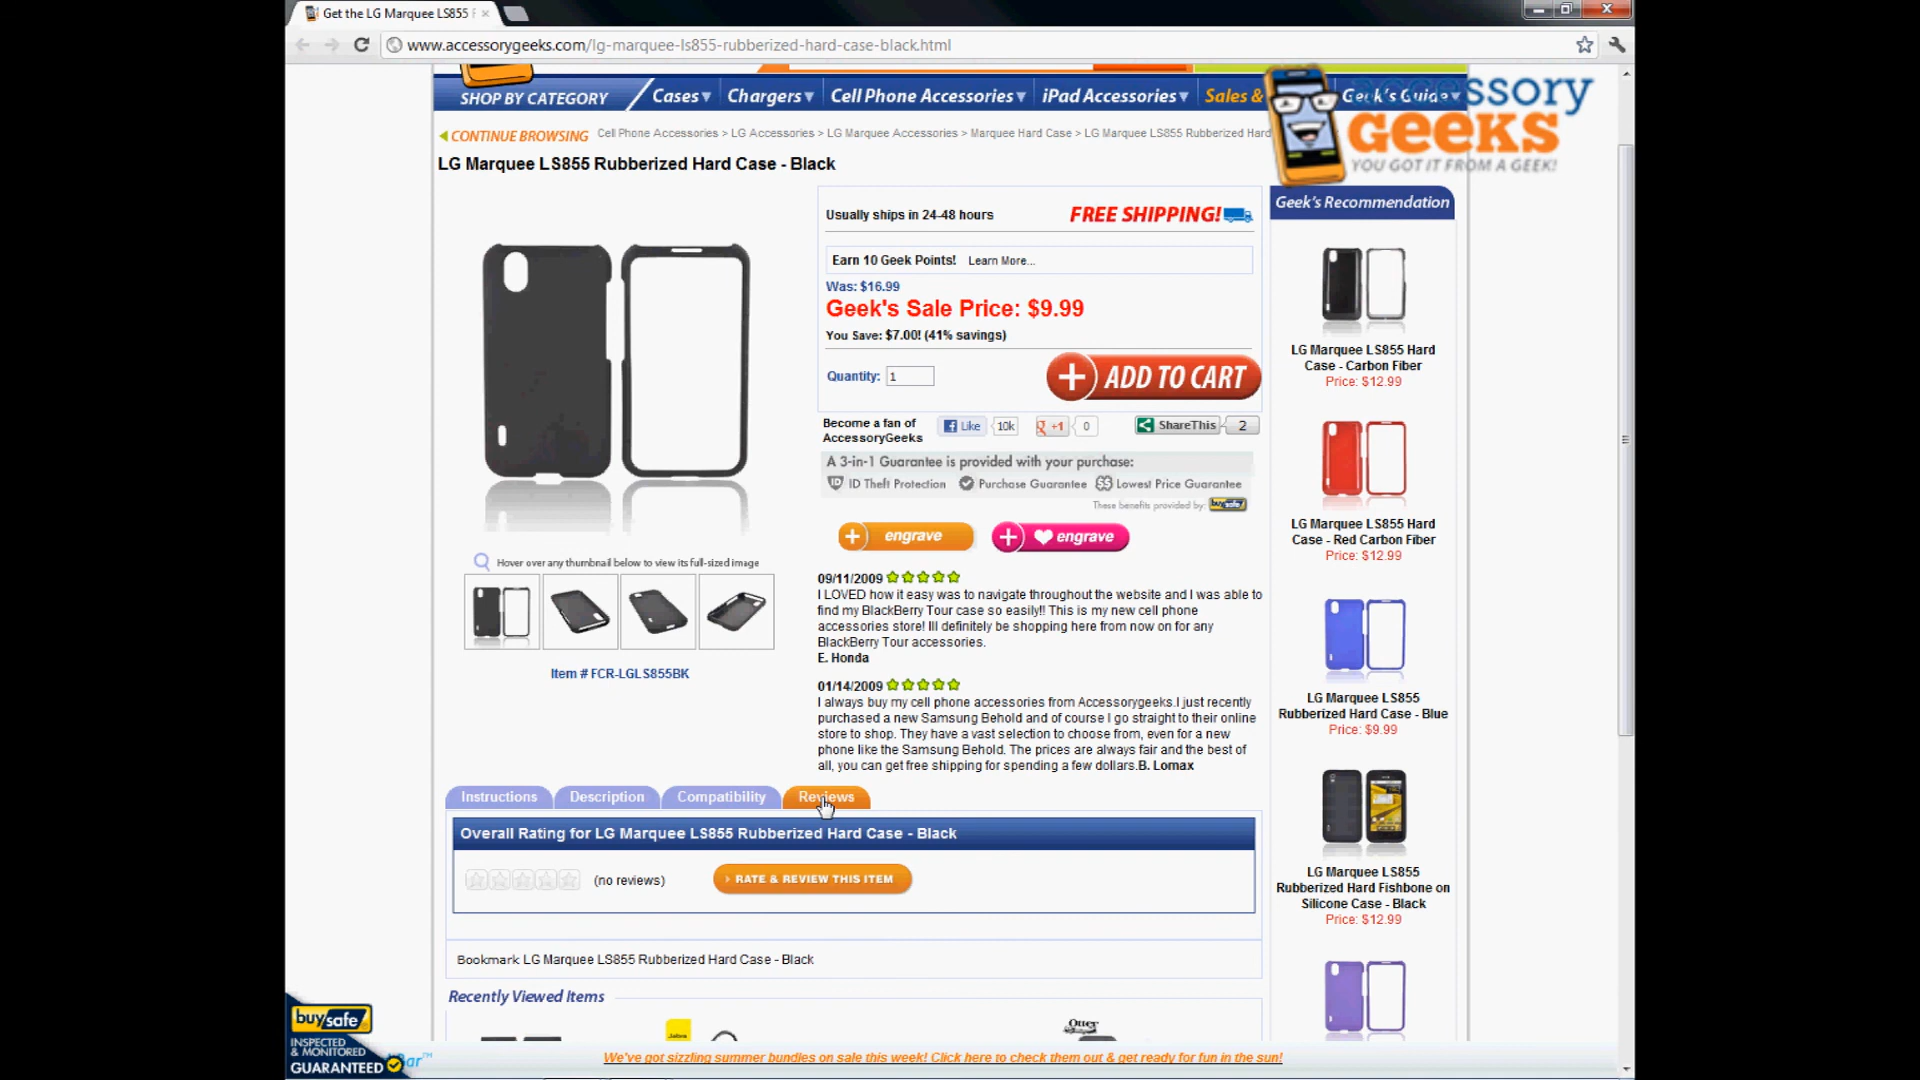 Get the LG Marquee LS855
www.accessorygeeks.com/lg-marquee-ls855-rubberized-hard-case-black.html
SHOP BY CATEGORY Cases Chargers Cell Phone Accessories iPad Accessories Sales & Geek's Guide
accessory
GEEKS
YOU GOT IT FROM A GEEK!
CONTINUE BROWSING Cell Phone Accessories > LG Accessories > LG Marquee Accessories > Marquee Hard Case > LG Marquee LS855 Rubberized Hard
LG Marquee LS855 Rubberized Hard Case - Black
Usually ships in 24-48 hours FREE SHIPPING!
Earn 10 Geek Points! Learn More...
Was: $16.99
Geek's Sale Price: $9.99
You Save: $7.00! (41% savings)
Quantity: 1 ADD TO CART
Become a fan of
AccessoryGeeks
Like 10k +1 0 ShareThis 2
A 3-in-1 Guarantee is provided with your purchase:
ID Theft Protection Purchase Guarantee Lowest Price Guarantee
These benefits provided by: buySafe
engrave engrave
Hover over any thumbnail below to view its full-sized image
Item # FCR-LGLS855BK
09/11/2009
I LOVED how it easy was to navigate throughout the website and I was able to
find my BlackBerry Tour case so easily!! This is my new cell phone
accessories store! Ill definitely be shopping here from now on for any
BlackBerry Tour accessories.
E. Honda
01/14/2009
I always buy my cell phone accessories from Accessorygeeks.I just recently
purchased a new Samsung Behold and of course I go straight to their online
store to shop. They have a vast selection to choose from, even for a new
phone like the Samsung Behold. The prices are always fair and the best of
all, you can get free shipping for spending a few dollars.B. Lomax
Geek's Recommendation
LG Marquee LS855 Hard
Case - Carbon Fiber
Price: $12.99
LG Marquee LS855 Hard
Case - Red Carbon Fiber
Price: $12.99
LG Marquee LS855
Rubberized Hard Case - Blue
Price: $9.99
LG Marquee LS855
Rubberized Hard Fishbone on
Silicone Case - Black
Price: $12.99
Instructions Description Compatibility Reviews
Overall Rating for LG Marquee LS855 Rubberized Hard Case - Black
(no reviews) › RATE & REVIEW THIS ITEM
Bookmark LG Marquee LS855 Rubberized Hard Case - Black
Recently Viewed Items
Jabra
Otter
buySafe
INSPECTED
& MONITORED
GUARANTEED
Bar™
We've got sizzling summer bundles on sale this week! Click here to check them out & get ready for fun in the sun!